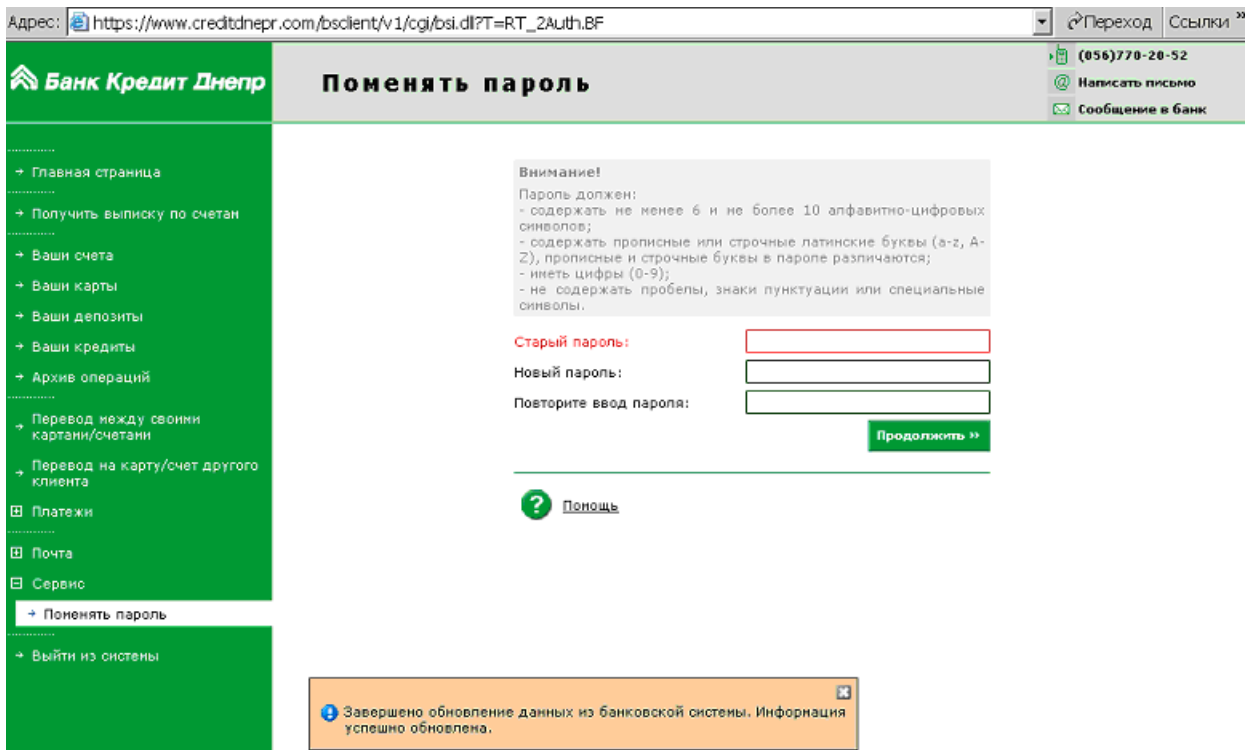 Адрес: https://www.creditdnepr.com/bsclient/v1/cgi/bsi.dll?T=RT_2Auth.BF Переход Ссылки »
Банк Кредит Днепр
Поменять пароль
(056)770-20-52
Написать письмо
Сообщение в банк
Главная страница
Получить выписку по счетам
Ваши счета
Ваши карты
Ваши депозиты
Ваши кредиты
Архив операций
Перевод между своими
картами/счетами
Перевод на карту/счет другого
клиента
Платежи
Почта
Сервис
Поменять пароль
Выйти из системы
Внимание!
Пароль должен:
- содержать не менее 6 и не более 10 алфавитно-цифровых
символов;
- содержать прописные или строчные латинские буквы (a-z, A-
Z), прописные и строчные буквы в пароле различаются;
- иметь цифры (0-9);
- не содержать пробелы, знаки пунктуации или специальные
символы.
Старый пароль:
Новый пароль:
Повторите ввод пароля:
Продолжить »
Помощь
Завершено обновление данных из банковской системы. Информация
успешно обновлена.